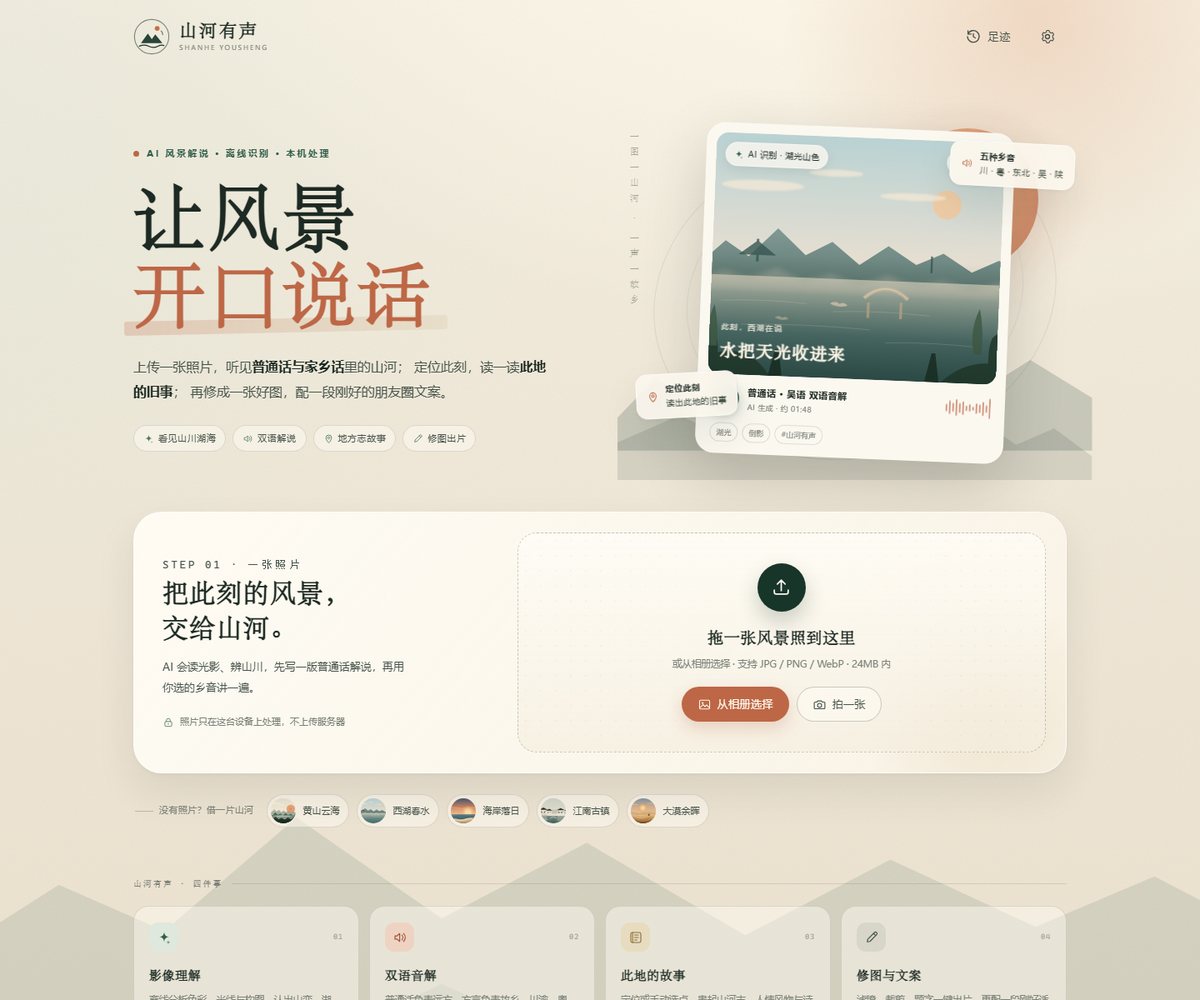 山河有声
SHANHE YOUSHENG
足迹
AI 风景解说 • 离线识别 • 本机处理
让风景
开口说话
上传一张照片，听见普通话与家乡话里的山河； 定位此刻，读一读此地
的旧事； 再修成一张好图，配一段刚好的朋友圈文案。
看见山川湖海
双语解说
地方志故事
修图出片
一图一山河 · 一声一故乡
AI 识别 · 湖光山色
五种乡音
川 · 粤 · 东北 · 吴 · 陕
此刻，西湖在说
水把天光收进来
定位此刻
读出此地的旧事
普通话 • 吴语 双语音解
AI 生成 · 约 01:48
湖光
倒影
#山河有声
STEP 01 · 一张照片
把此刻的风景，
交给山河。
AI 会读光影、辨山川，先写一版普通话解说，再用
你选的乡音讲一遍。
照片只在这台设备上处理，不上传服务器
拖一张风景照到这里
或从相册选择 · 支持 JPG / PNG / WebP · 24MB 内
从相册选择
拍一张
没有照片？借一片山河
黄山云海
西湖春水
海岸落日
江南古镇
大漠余晖
山河有声 · 四件事
01
影像理解
02
双语音解
03
此地的故事
04
修图与文案